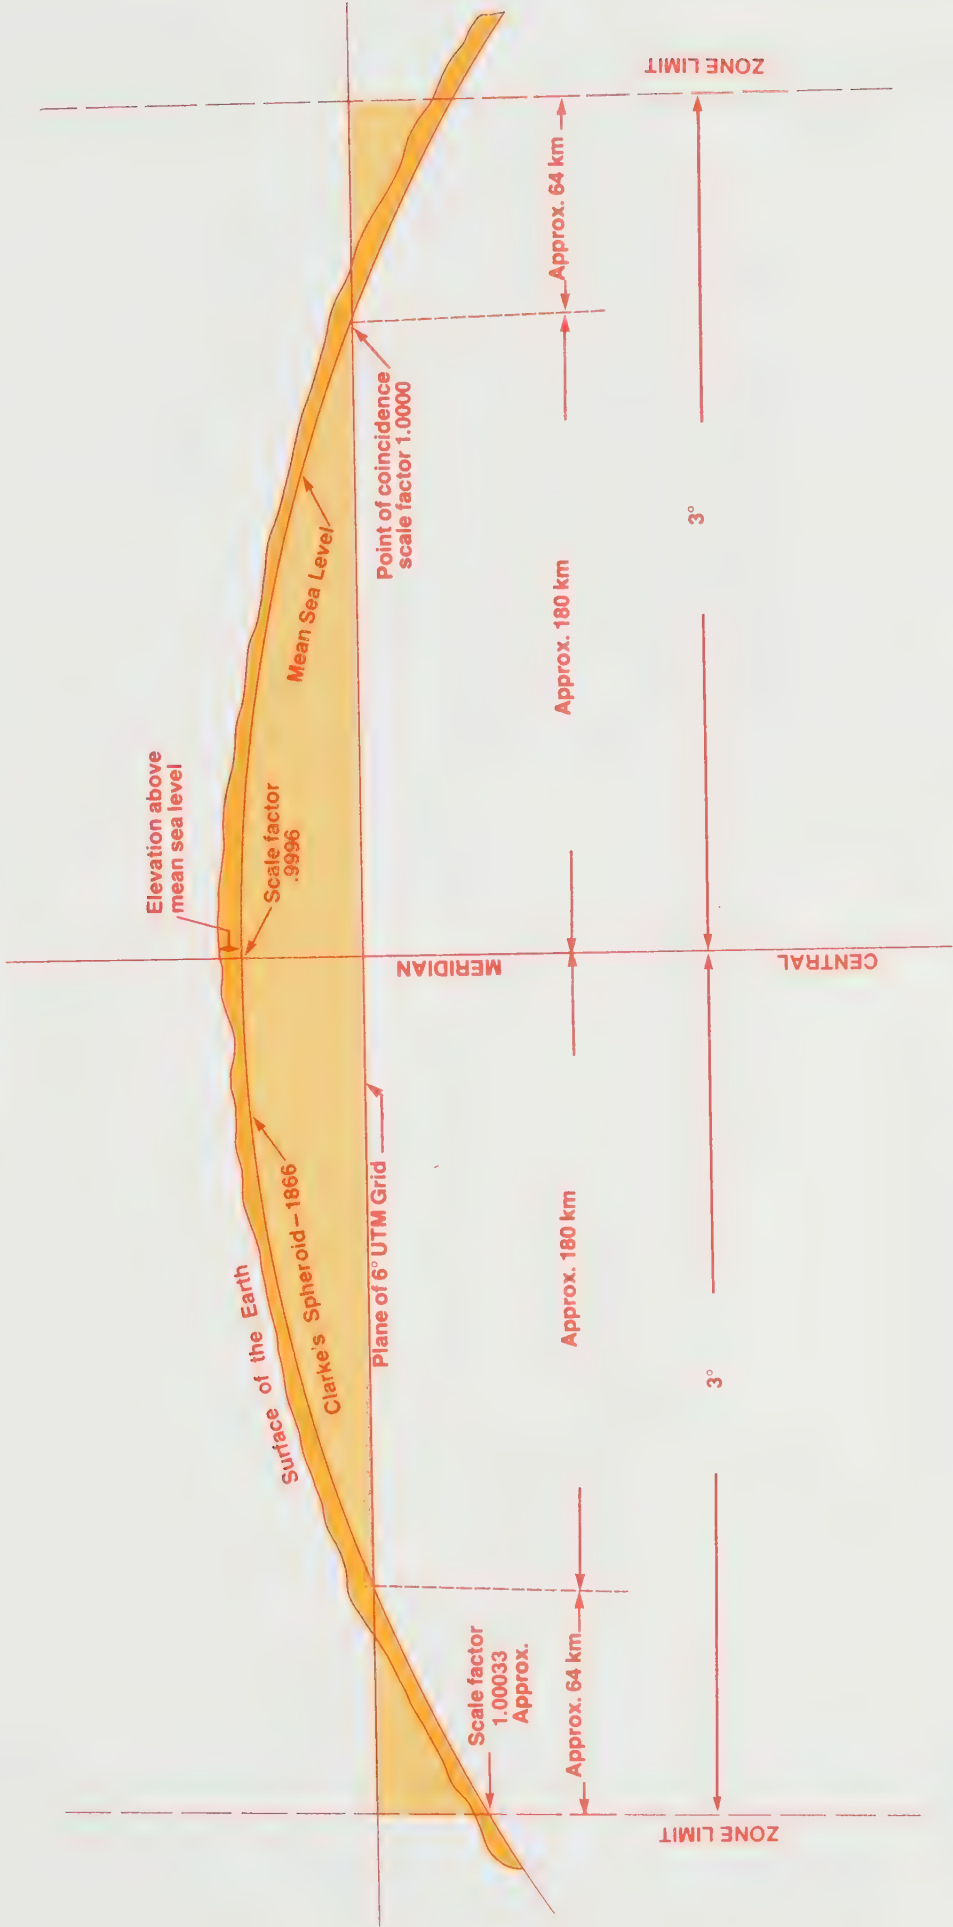 Elevation above
mean sea level
Surface of the Earth
Clarke's Spheroid–1866
Scale factor
.9996
Mean Sea Level
Plane of 6° UTM Grid
Point of coincidence
scale factor 1.0000
MERIDIAN
CENTRAL
Scale factor
1.00033
Approx.
Approx. 64 km
Approx. 180 km
Approx. 180 km
Approx. 64 km
3°
3°
ZONE LIMIT
ZONE LIMIT